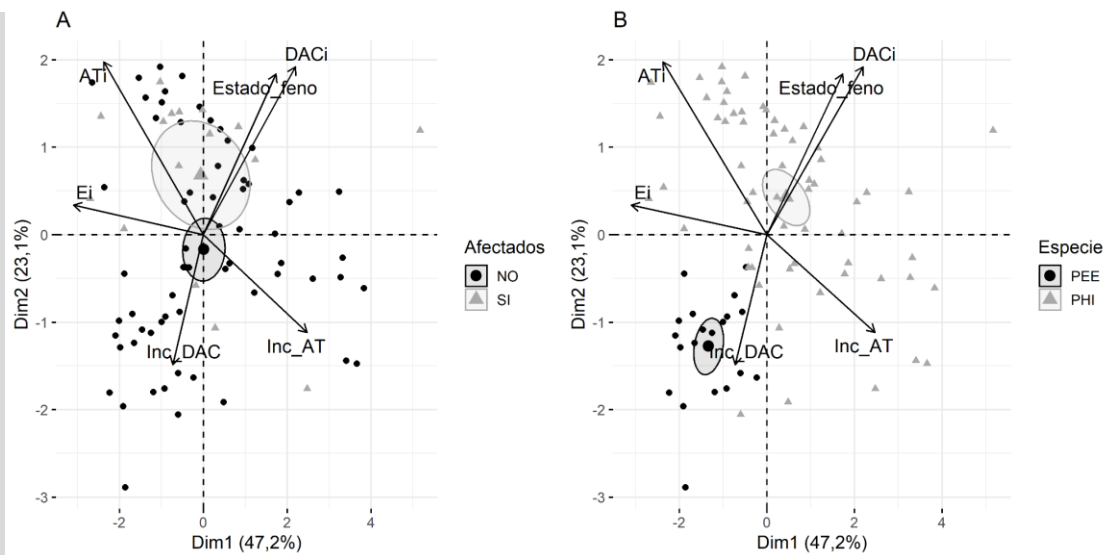 A
B
ATi
DACi
Estado_feno
Ei
Inc_DAC
Inc_AT
2
1
0
-1
-2
-3
Dim2 (23,1%)
-2
0
2
4
Dim1 (47,2%)
Afectados
NO
SI
ATi
DACi
Estado_feno
Ei
Inc_DAC
Inc_AT
2
1
0
-1
-2
-3
Dim2 (23,1%)
-2
0
2
4
Dim1 (47,2%)
Especie
PEE
PHI